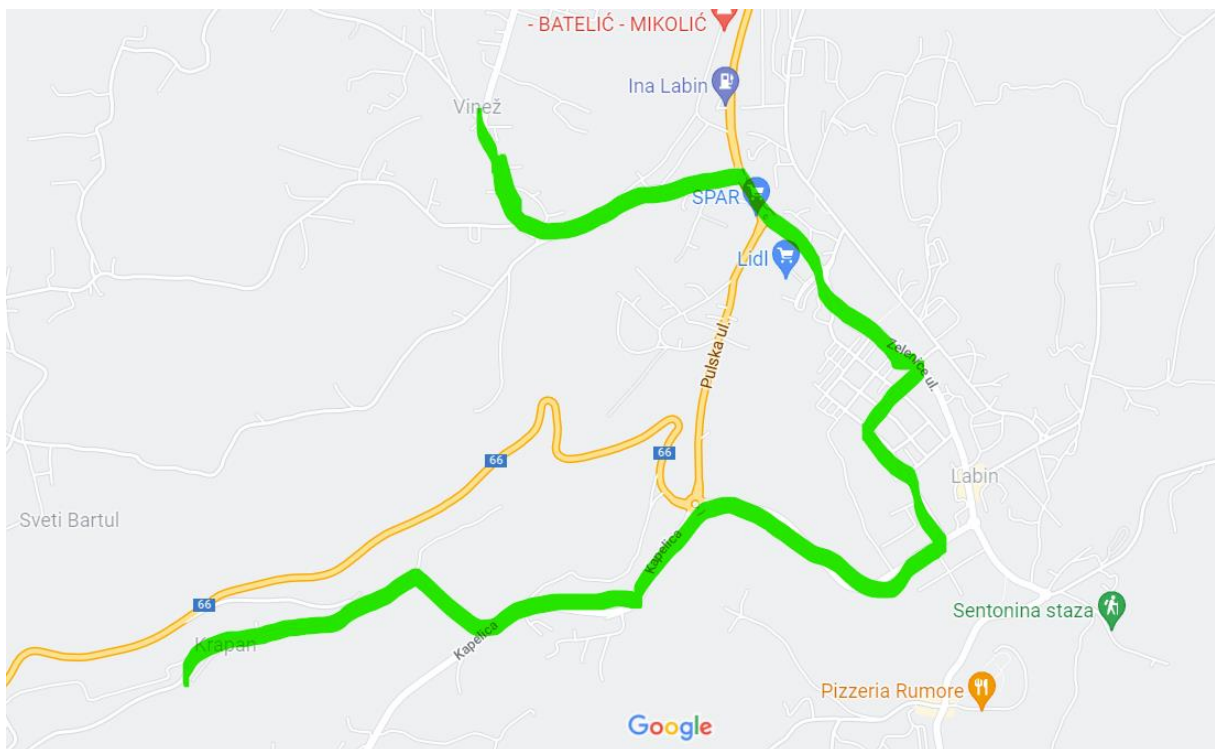 - BATELIĆ - MIKOLIĆ
Ina Labin
Vinež
SPAR
Lidl
Pulska ul.
Zelenice ul.
66
66
Labin
Sveti Bartul
Kapelica
66
Sentonina staza
Krapan
Kapelica
Pizzeria Rumore
Google